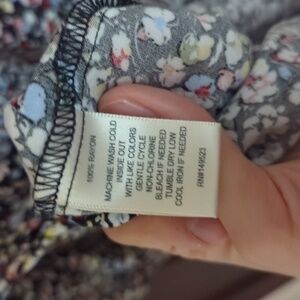 100% RAYON
MACHINE WASH COLD
INSIDE OUT
WITH LIKE COLORS
GENTLE CYCLE
NON-CHLORINE
BLEACH IF NEEDED
TUMBLE DRY LOW
COOL IRON IF NEEDED
RN#149523